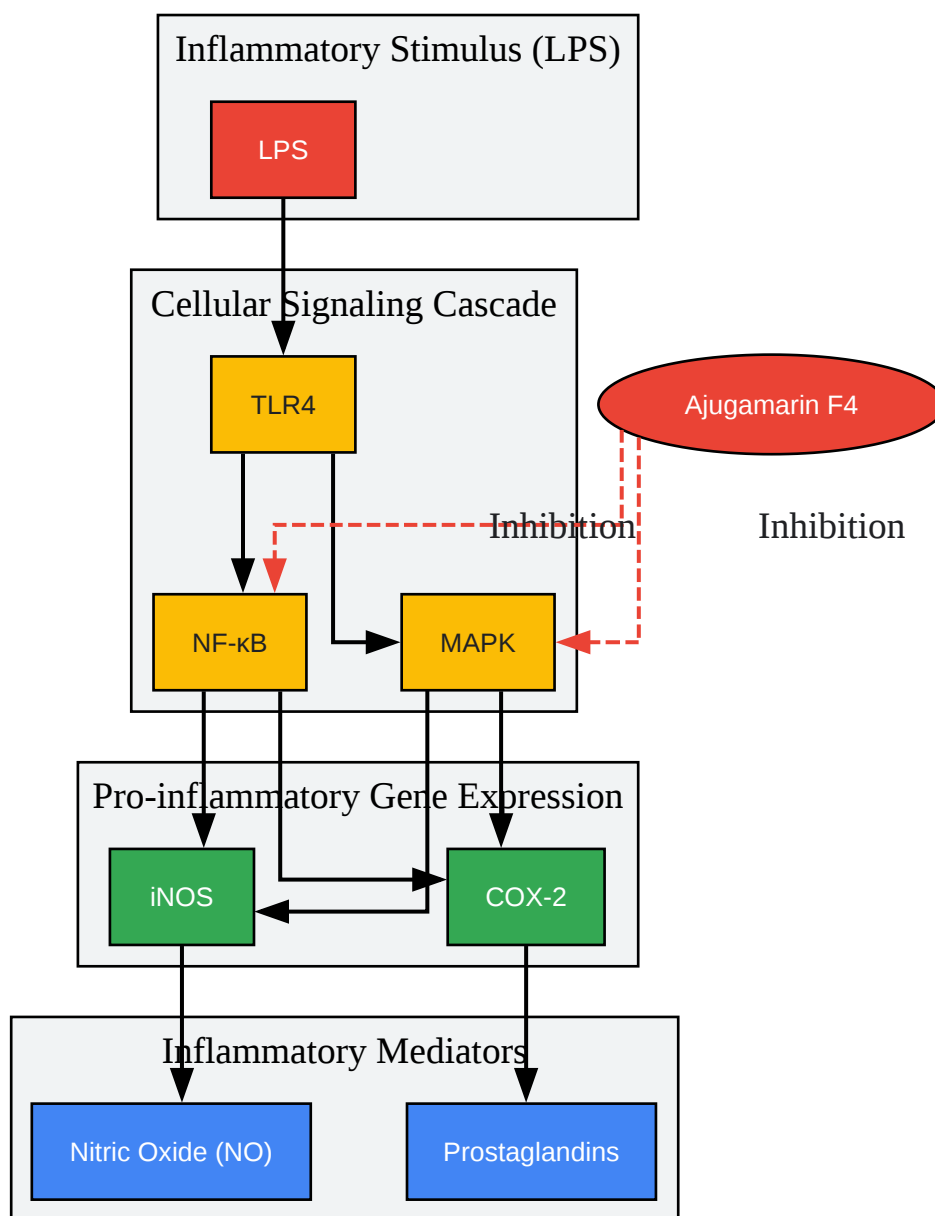 Inflammatory Stimulus (LPS)
LPS
Cellular Signaling Cascade
TLR4
Ajugamarin F4
Inhibition
Inhibition
NF-κB
MAPK
Pro-inflammatory Gene Expression
iNOS
COX-2
Inflammatory Mediators
Nitric Oxide (NO)
Prostaglandins